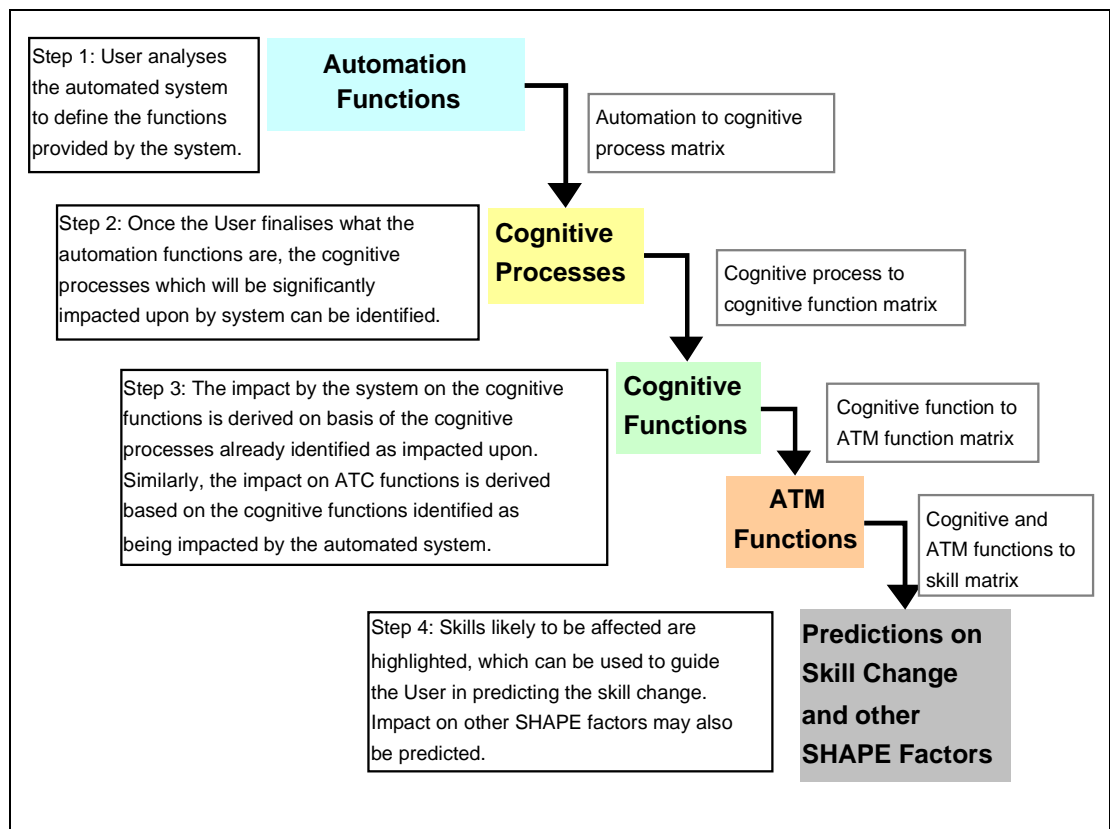 Step 1: User analyses
the automated system
to define the functions
provided by the system.
Automation
Functions
Automation to cognitive
process matrix
Step 2: Once the User finalises what the
automation functions are, the cognitive
processes which will be significantly
impacted upon by system can be identified.
Cognitive
Processes
Cognitive process to
cognitive function matrix
Step 3: The impact by the system on the cognitive
functions is derived on basis of the cognitive
processes already identified as impacted upon.
Similarly, the impact on ATC functions is derived
based on the cognitive functions identified as
being impacted by the automated system.
Cognitive
Functions
Cognitive function to
ATM function matrix
ATM
Functions
Cognitive and
ATM functions to
skill matrix
Step 4: Skills likely to be affected are
highlighted, which can be used to guide
the User in predicting the skill change.
Impact on other SHAPE factors may also
be predicted.
Predictions on
Skill Change
and other
SHAPE Factors